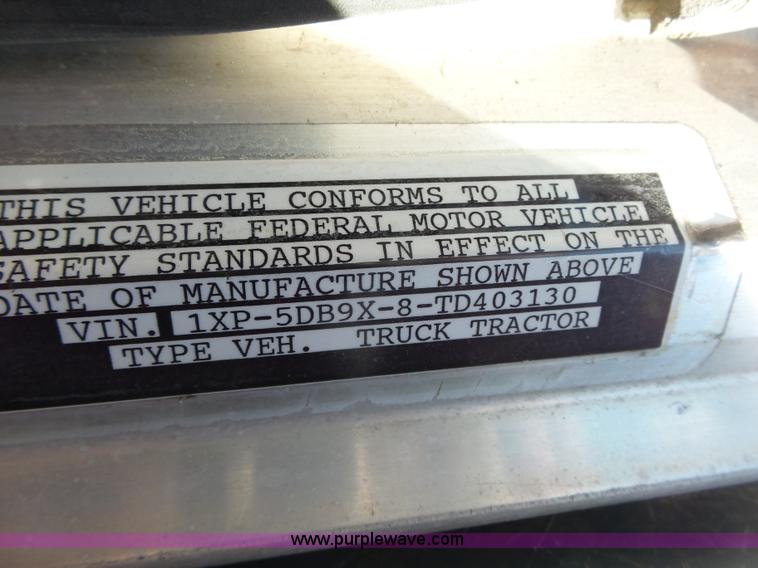 THIS VEHICLE CONFORMS TO ALL
APPLICABLE FEDERAL MOTOR VEHICLE
SAFETY STANDARDS IN EFFECT ON THE
DATE OF MANUFACTURE SHOWN ABOVE
VIN. 1XP-5DB9X-8-TD403130
TYPE VEH. TRUCK TRACTOR
www.purplewave.com